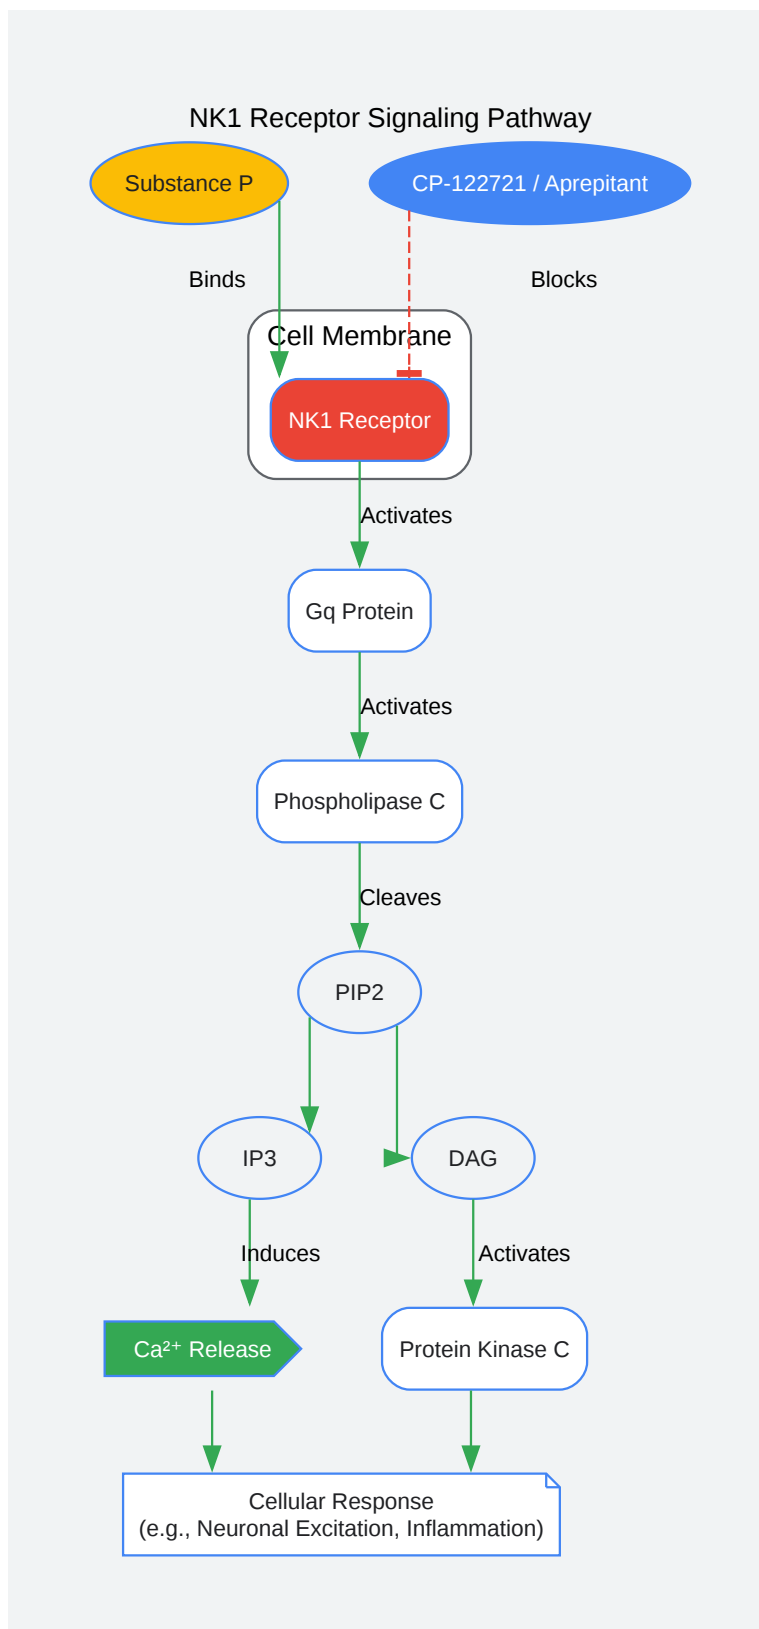 NK1 Receptor Signaling Pathway
Substance P
CP-122721 / Aprepitant
Binds
Blocks
Cell Membrane
NK1 Receptor
Activates
Gq Protein
Activates
Phospholipase C
Cleaves
PIP2
IP3
DAG
Induces
Activates
Ca²⁺ Release
Protein Kinase C
Cellular Response
(e.g., Neuronal Excitation, Inflammation)